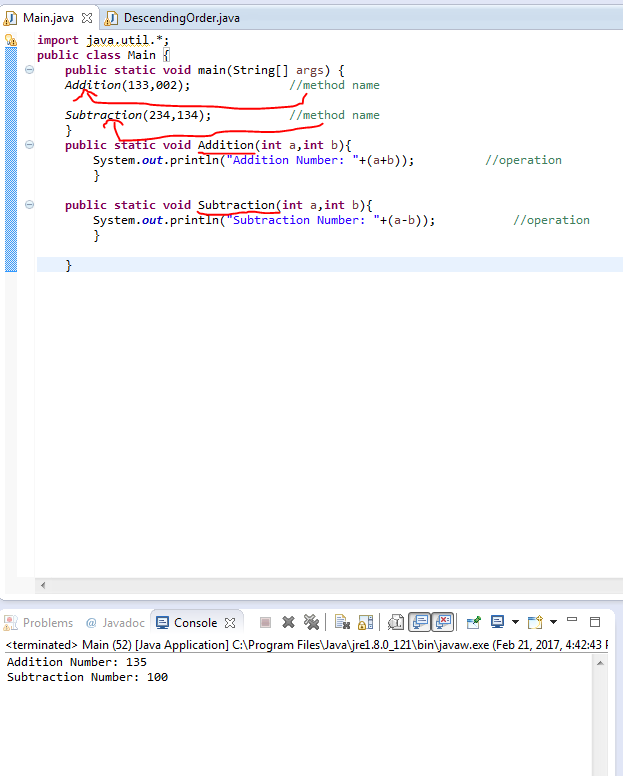 Main.java DescendingOrder.java
import java.util.*;
public class Main {
public static void main(String[] args) {
Addition(133,002); //method name
Subtraction(234,134); //method name
}
public static void Addition(int a,int b){
System.out.println("Addition Number: "+(a+b)); //operation
}
public static void Subtraction(int a,int b){
System.out.println("Subtraction Number: "+(a-b)); //operation
}
}
Problems @ Javadoc Console
<terminated> Main (52) [Java Application] C:\Program Files\Java\jre1.8.0_121\bin\javaw.exe (Feb 21, 2017, 4:42:43 P
Addition Number: 135
Subtraction Number: 100